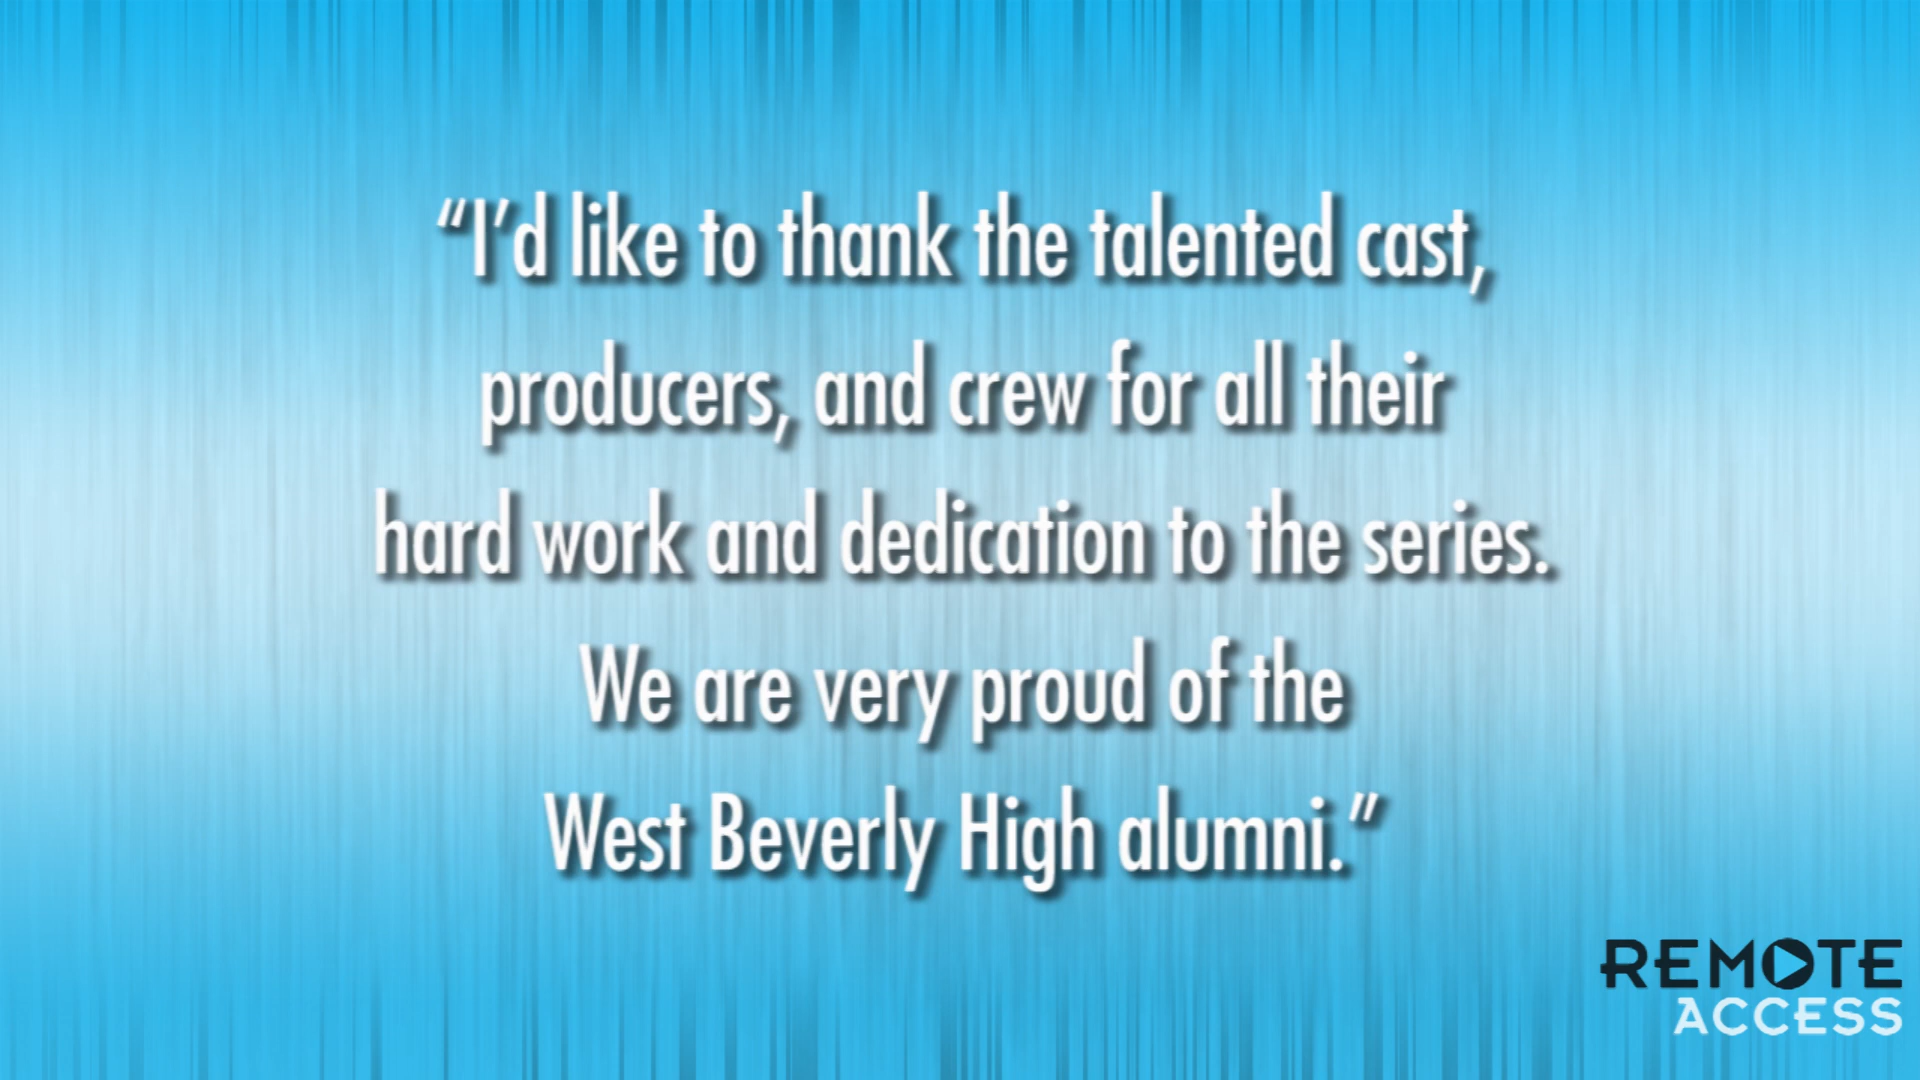 “I’d like to thank the talented cast,
producers, and crew for all their
hard work and dedication to the series.
We are very proud of the
West Beverly High alumni.”
REMOTE
ACCESS